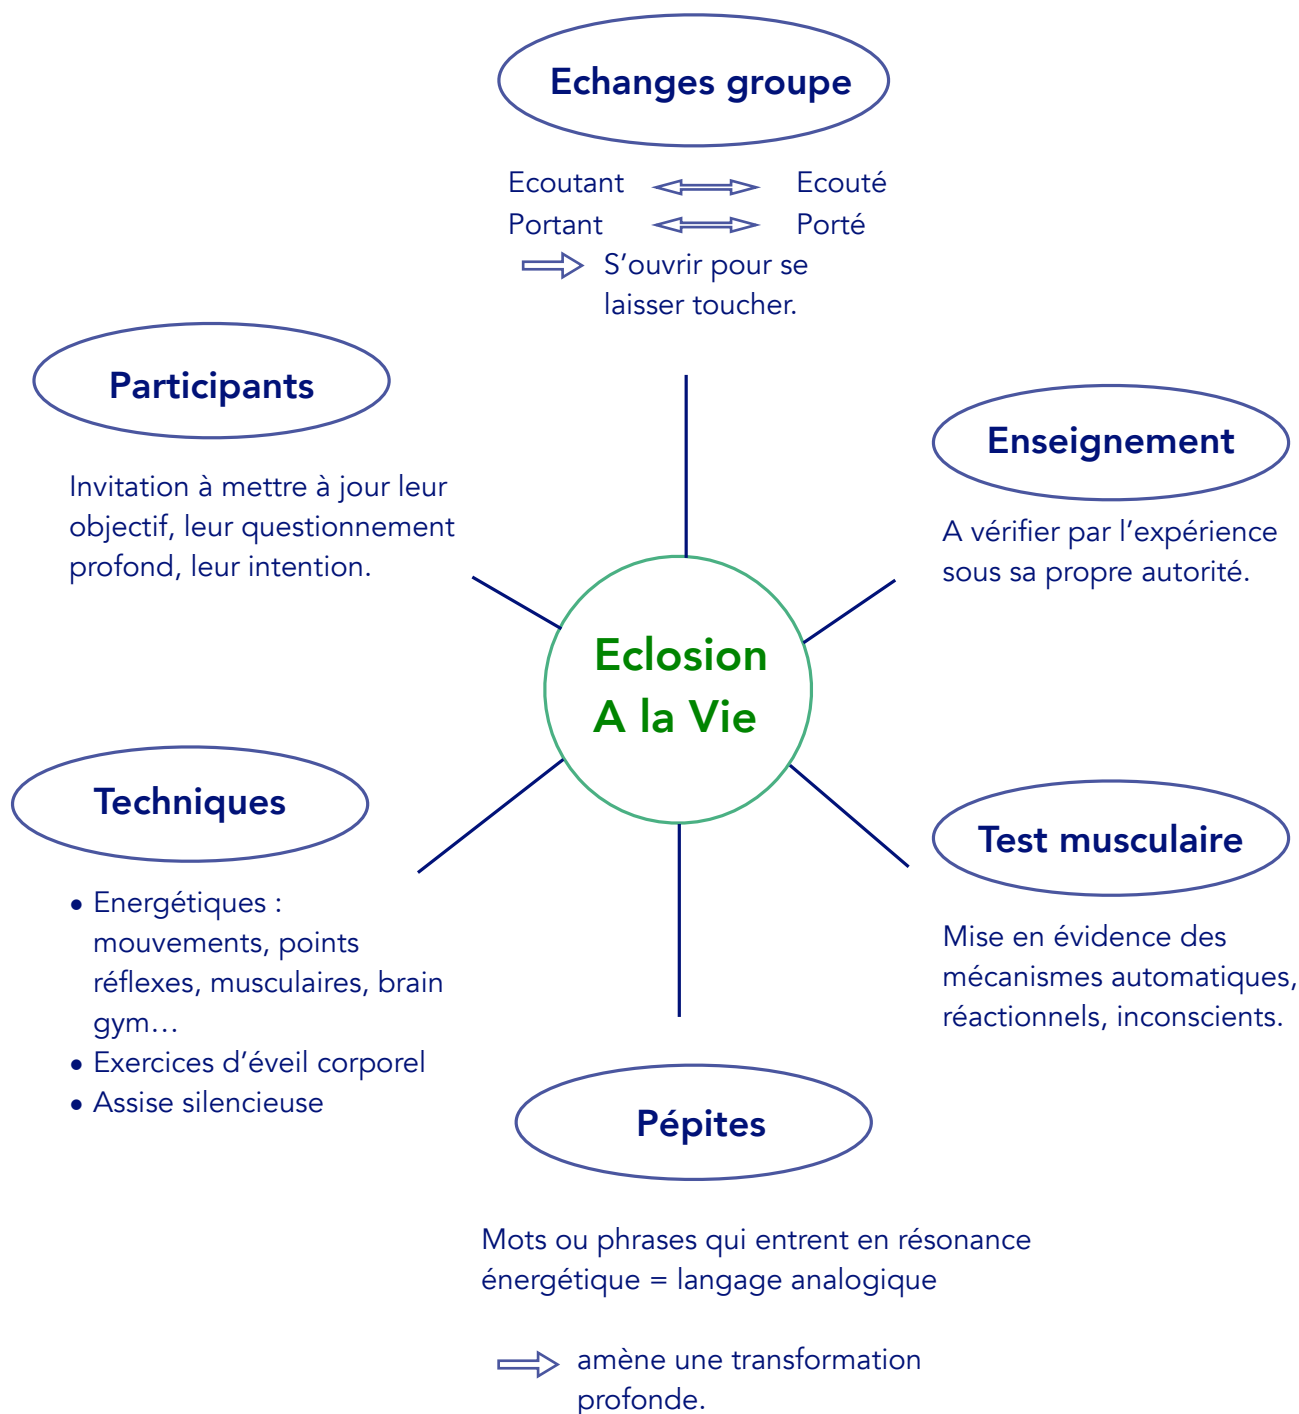 Echanges groupe
Ecoutant Ecouté
Portant Porté
S’ouvrir pour se
laisser toucher.
Participants
Invitation à mettre à jour leur
objectif, leur questionnement
profond, leur intention.
Enseignement
A vérifier par l’expérience
sous sa propre autorité.
Eclosion
A la Vie
Techniques
• Energétiques :
mouvements, points
réflexes, musculaires, brain
gym…
• Exercices d’éveil corporel
• Assise silencieuse
Test musculaire
Mise en évidence des
mécanismes automatiques,
réactionnels, inconscients.
Pépites
Mots ou phrases qui entrent en résonance
énergétique = langage analogique
amène une transformation
profonde.